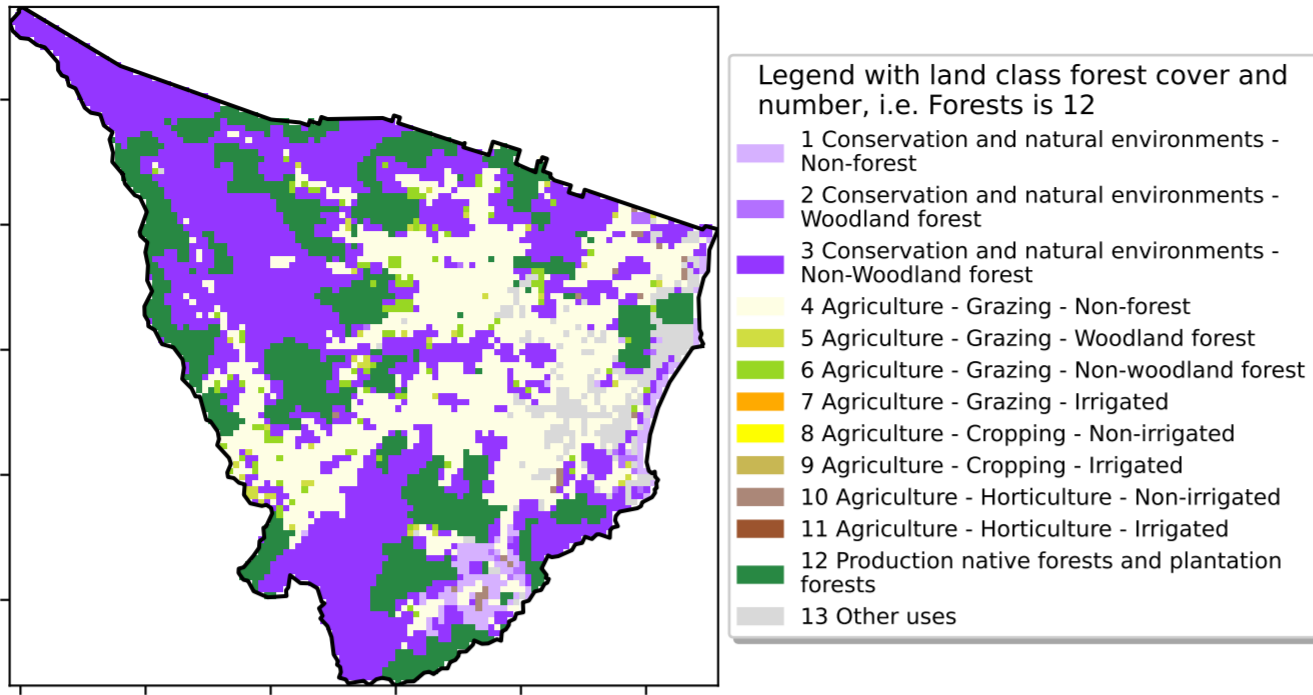 Legend with land class forest cover and
number, i.e. Forests is 12
1 Conservation and natural environments -
Non-forest
2 Conservation and natural environments -
Woodland forest
3 Conservation and natural environments -
Non-Woodland forest
4 Agriculture - Grazing - Non-forest
5 Agriculture - Grazing - Woodland forest
6 Agriculture - Grazing - Non-woodland forest
7 Agriculture - Grazing - Irrigated
8 Agriculture - Cropping - Non-irrigated
9 Agriculture - Cropping - Irrigated
10 Agriculture - Horticulture - Non-irrigated
11 Agriculture - Horticulture - Irrigated
12 Production native forests and plantation
forests
13 Other uses